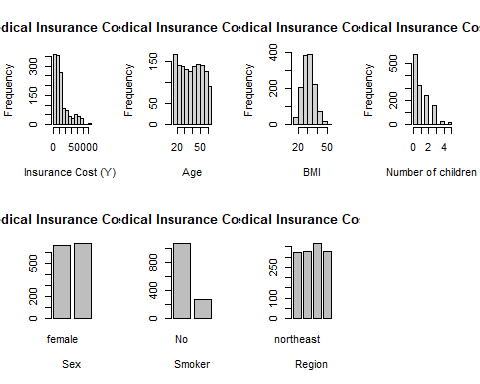 dical Insurance Co
dical Insurance Co
dical Insurance Co
dical Insurance Co
Frequency
0 150 350
0 50000
Insurance Cost (Y)
Frequency
0 50 150
20 50
Age
Frequency
0 200 400
20 50
BMI
Frequency
0 200 500
0 2 4
Number of children
dical Insurance Co
dical Insurance Co
dical Insurance Co
0 200 500
female
Sex
0 400 800
No
Smoker
0 100 250
northeast
Region